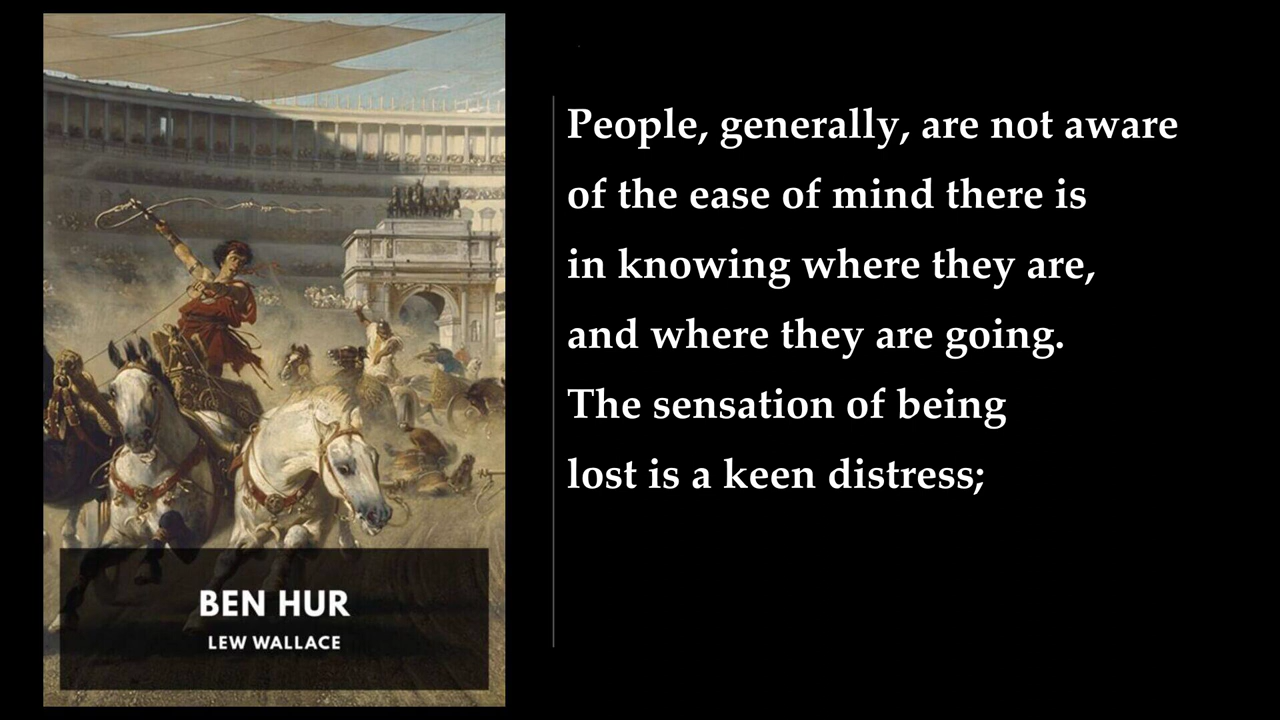 BEN HUR
LEW WALLACE
People, generally, are not aware
of the ease of mind there is
in knowing where they are,
and where they are going.
The sensation of being
lost is a keen distress;